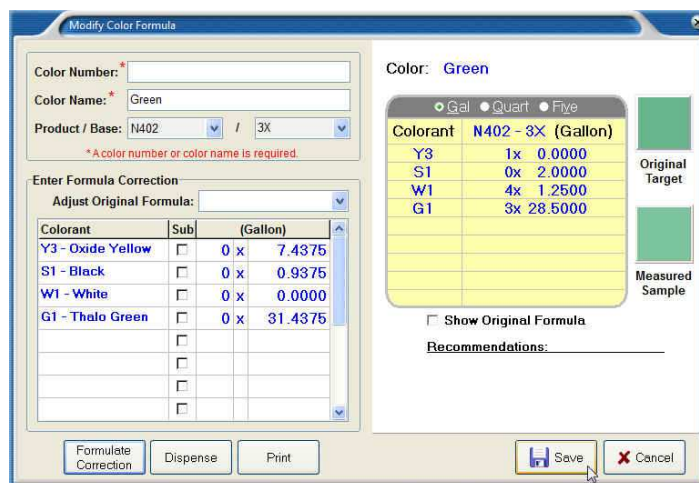 Modify Color Formula
Color Number:*
Color Name:* Green
Product / Base: N402 / 3X
* A color number or color name is required.
Enter Formula Correction
Adjust Original Formula:
Colorant Sub (Gallon)
Y3 - Oxide Yellow 0 x 7.4375
S1 - Black 0 x 0.9375
W1 - White 0 x 0.0000
G1 - Thalo Green 0 x 31.4375
Formulate
Correction
Dispense
Print
Color: Green
Gal Quart Five
Colorant N402 - 3X (Gallon)
Y3 1x 0.0000
S1 0x 2.0000
W1 4x 1.2500
G1 3x 28.5000
Original
Target
Measured
Sample
Show Original Formula
Recommendations:
Save
Cancel